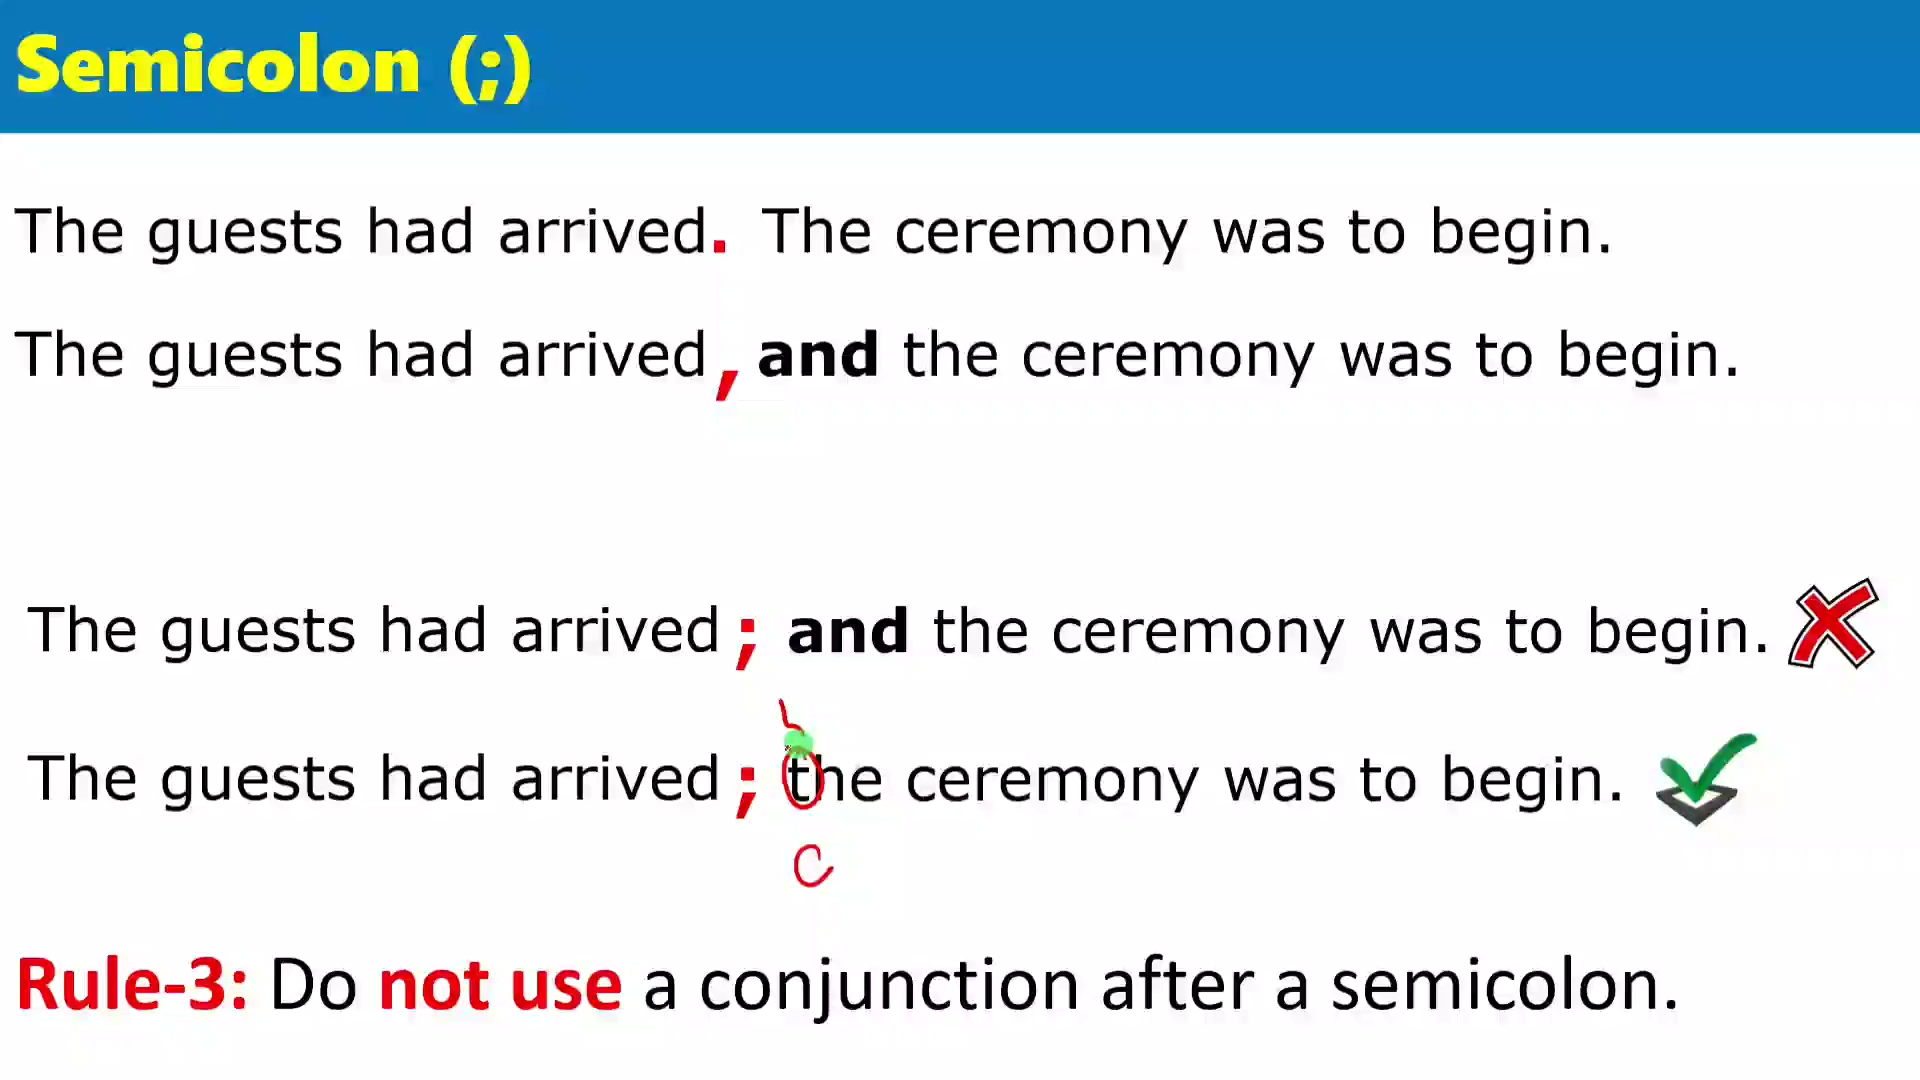 Semicolon (;)
The guests had arrived. The ceremony was to begin.
The guests had arrived, and the ceremony was to begin.
The guests had arrived; and the ceremony was to begin.
The guests had arrived; the ceremony was to begin.
C
Rule-3: Do not use a conjunction after a semicolon.